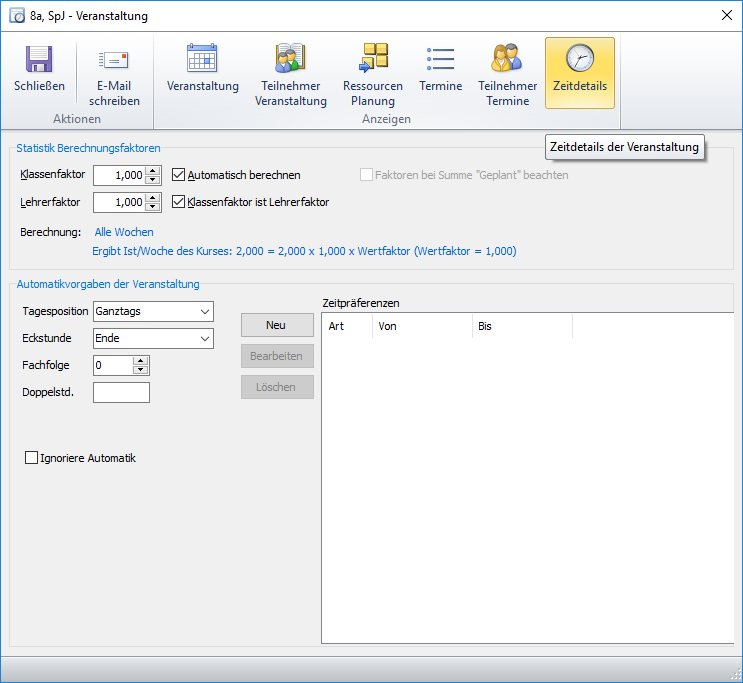 8a, SpJ - Veranstaltung
Schließen
E-Mail
schreiben
Veranstaltung
Teilnehmer
Veranstaltung
Ressourcen
Planung
Termine
Teilnehmer
Termine
Zeitdetails
Aktionen
Anzeigen
Zeitdetails der Veranstaltung
Statistik Berechnungsfaktoren
Klassenfaktor 1,000 Automatisch berechnen Faktoren bei Summe "Geplant" beachten
Lehrerfaktor 1,000 Klassenfaktor ist Lehrerfaktor
Berechnung: Alle Wochen
Ergibt Ist/Woche des Kurses: 2,000 = 2,000 x 1,000 x Wertfaktor (Wertfaktor = 1,000)
Automatikvorgaben der Veranstaltung
Tagesposition Ganztags
Eckstunde Ende
Fachfolge 0
Doppelstd.
Ignoriere Automatik
Neu
Bearbeiten
Löschen
Zeitpräferenzen
Art Von Bis